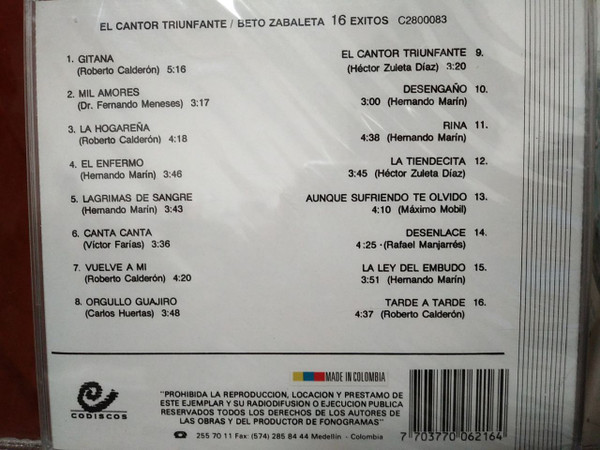 EL CANTOR TRIUNFANTE / BETO ZABALETA 16 EXITOS C2800083
1. GITANA
(Roberto Calderón) 5:16
2. MIL AMORES
(Dr. Fernando Meneses) 3:17
3. LA HOGAREÑA
(Roberto Calderón) 4:18
4. EL ENFERMO
(Hernando Marín) 3:46
5. LAGRIMAS DE SANGRE
(Hernando Marín) 3:43
6. CANTA CANTA
(Víctor Farías) 3:36
7. VUELVE A MI
(Roberto Calderón) 4:20
8. ORGULLO GUAJIRO
(Carlos Huertas) 3:48
EL CANTOR TRIUNFANTE 9.
(Héctor Zuleta Díaz) 3:20
DESENGAÑO 10.
3:00 (Hernando Marín)
RINA 11.
4:38 (Hernando Marín)
LA TIENDECITA 12.
3:45 (Héctor Zuleta Díaz)
AUNQUE SUFRIENDO TE OLVIDO 13.
4:10 (Máximo Mobil)
DESENLACE 14.
4:25 · (Rafael Manjarrés)
LA LEY DEL EMBUDO 15.
3:51 (Hernando Marín)
TARDE A TARDE 16.
4:37 (Roberto Calderón)
CODISCOS
MADE IN COLOMBIA
"PROHIBIDA LA REPRODUCCION, LOCACION Y PRESTAMO DE
ESTE EJEMPLAR Y SU RADIODIFUSION O EJECUCION PUBLICA
RESERVADOS TODOS LOS DERECHOS DE LOS AUTORES DE
LAS OBRAS Y DEL PRODUCTOR DE FONOGRAMAS"
☎ 255 70 11 Fax: (574) 285 84 44 Medellín - Colombia
7 703770 062164